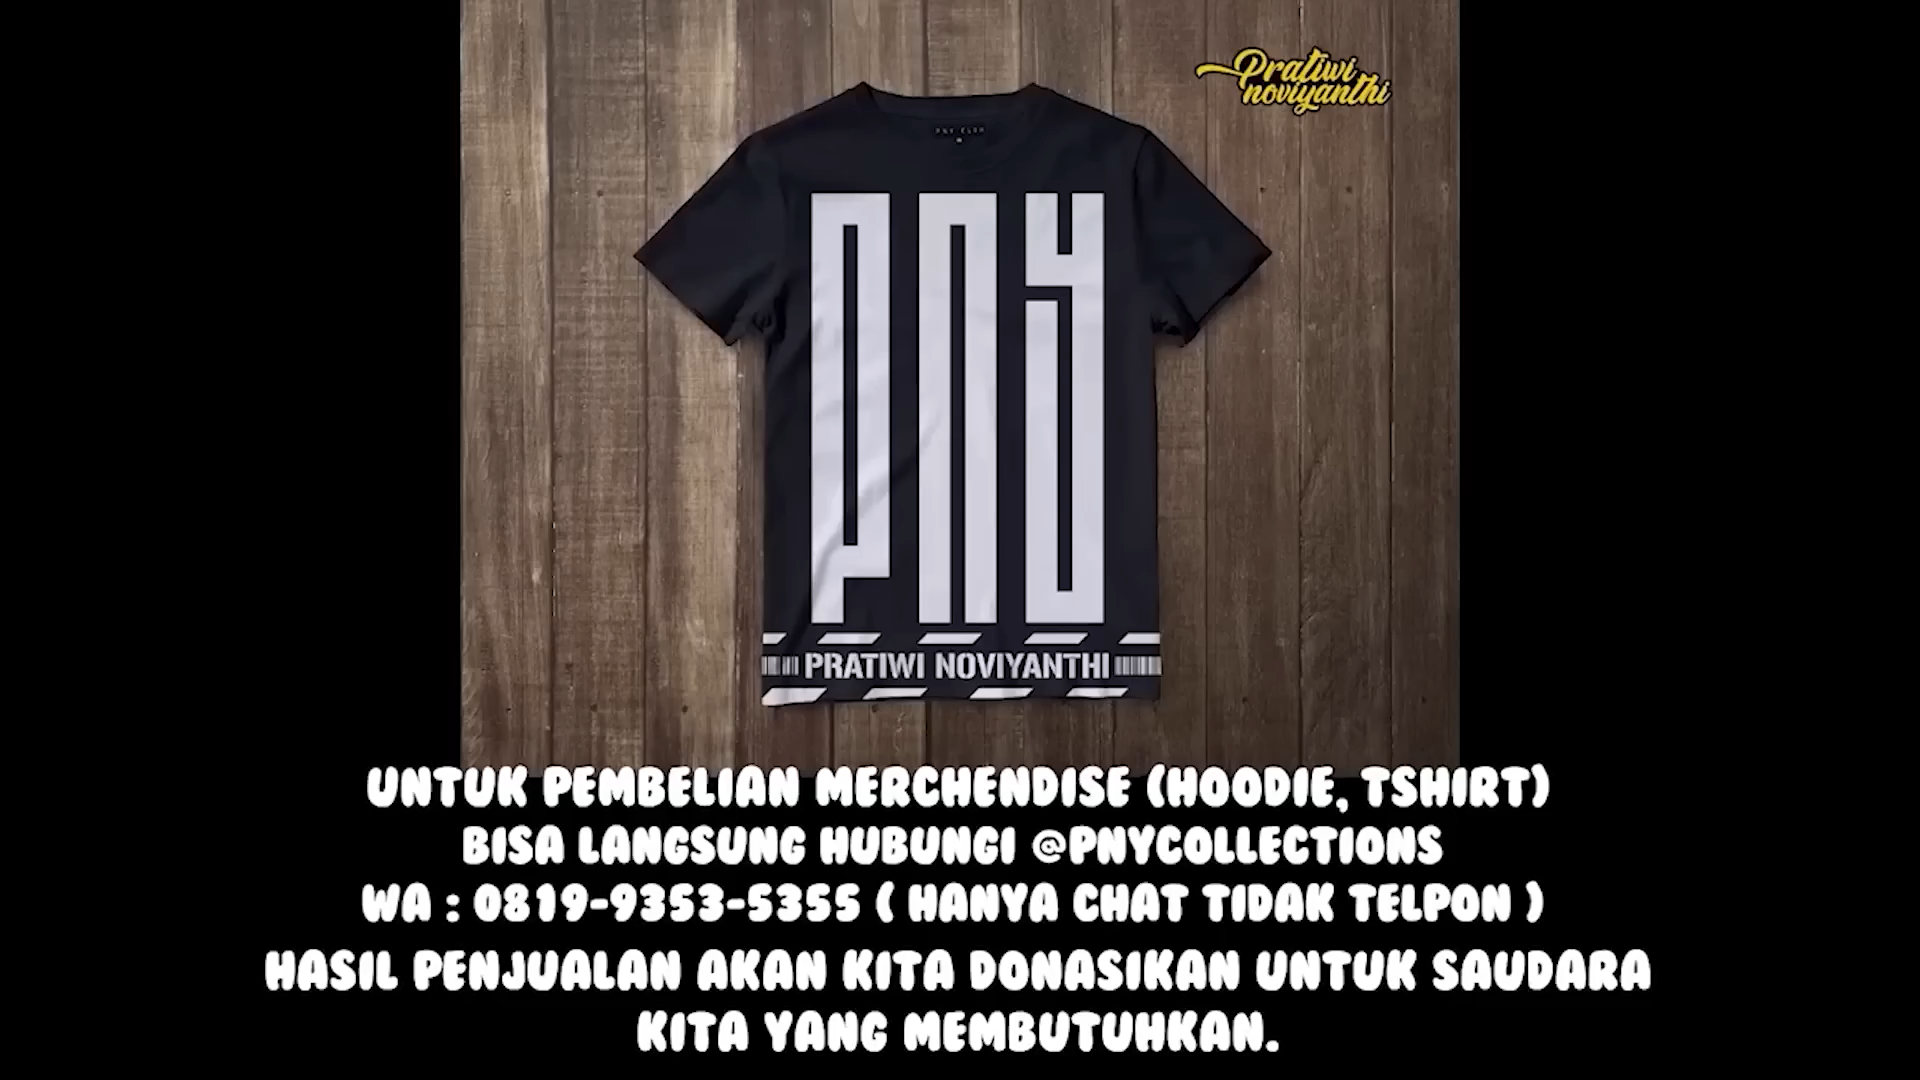 Pratiwi
noviyanthi
PNY
PRATIWI NOVIYANTHI
UNTUK PEMBELIAN MERCHENDISE (HOODIE, TSHIRT)
BISA LANGSUNG HUBUNGI @PNYCOLLECTIONS
WA : 0819-9353-5355 ( HANYA CHAT TIDAK TELPON )
HASIL PENJUALAN AKAN KITA DONASIKAN UNTUK SAUDARA
KITA YANG MEMBUTUHKAN.